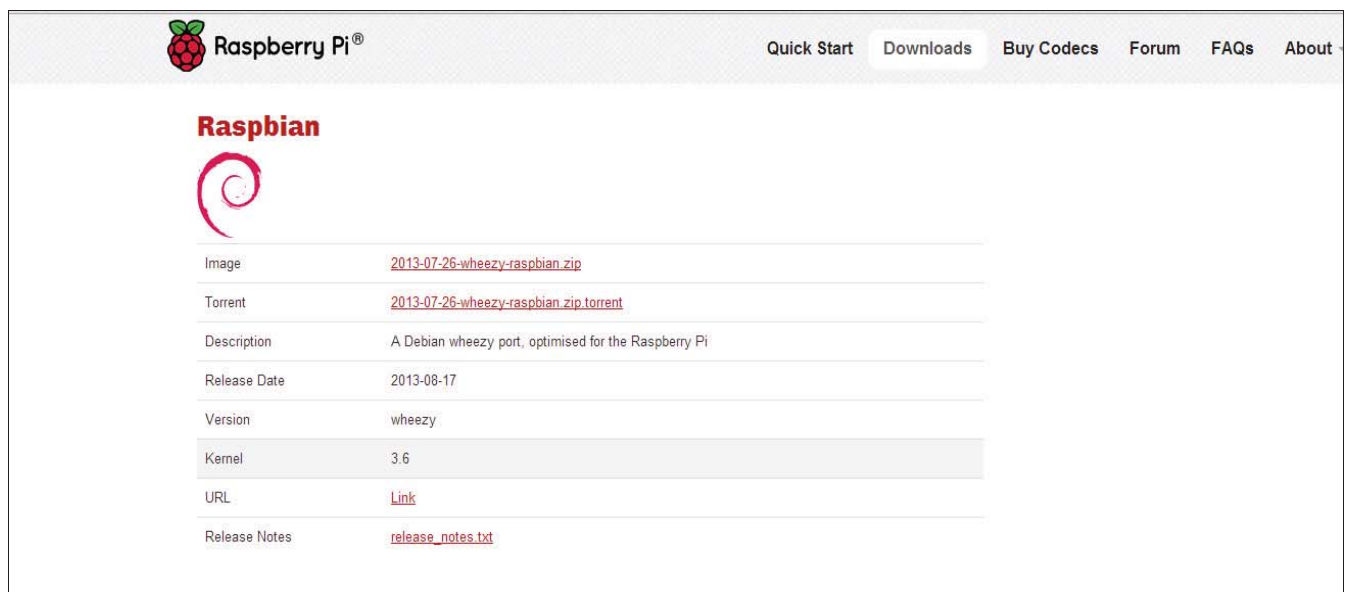 Raspberry Pi®
Quick Start Downloads Buy Codecs Forum FAQs About
Raspbian
Image 2013-07-26-wheezy-raspbian.zip
Torrent 2013-07-26-wheezy-raspbian.zip.torrent
Description A Debian wheezy port, optimised for the Raspberry Pi
Release Date 2013-08-17
Version wheezy
Kernel 3.6
URL Link
Release Notes release_notes.txt